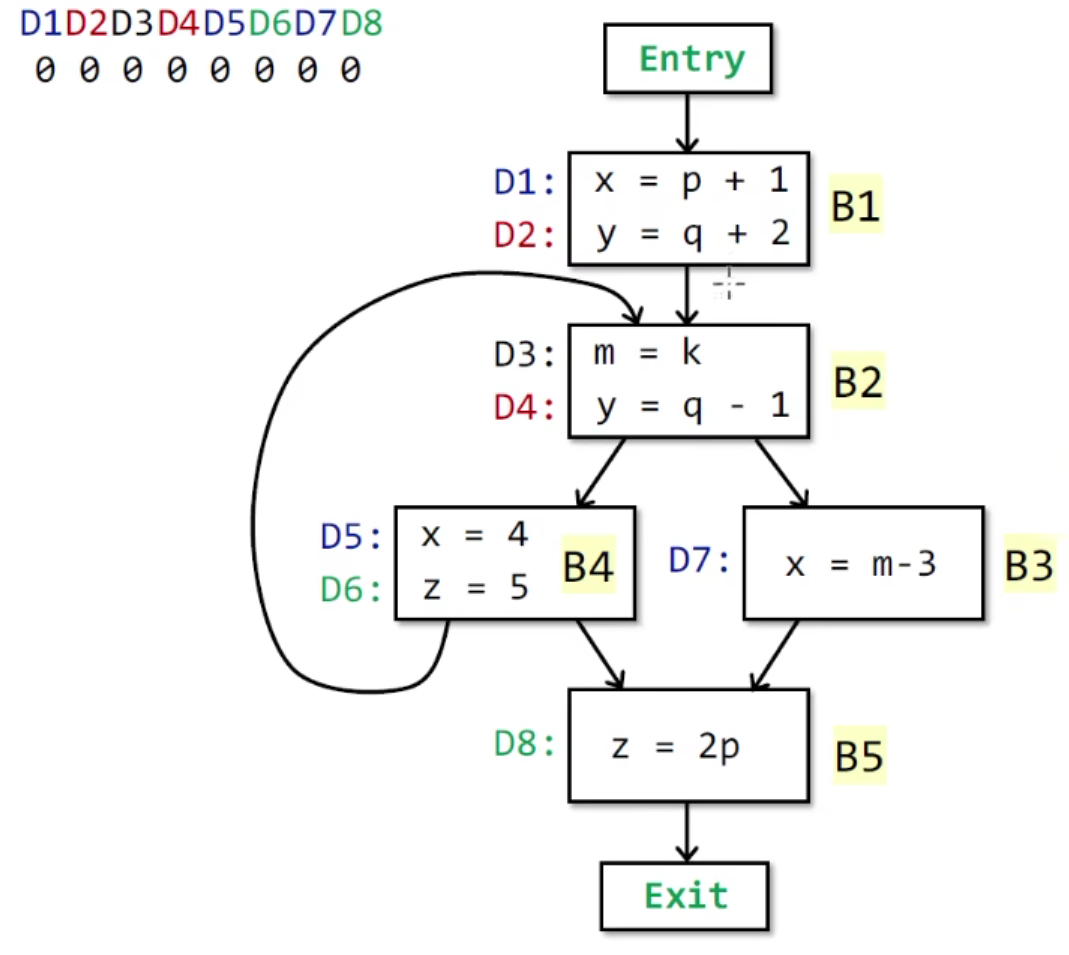 D1D2D3D4D5D6D7D8
0 0 0 0 0 0 0 0
Entry
D1: x = p + 1
B1
D2: y = q + 2
D3: m = k
B2
D4: y = q - 1
D5: x = 4
B4
D6: z = 5
D7: x = m-3
B3
D8: z = 2p
B5
Exit